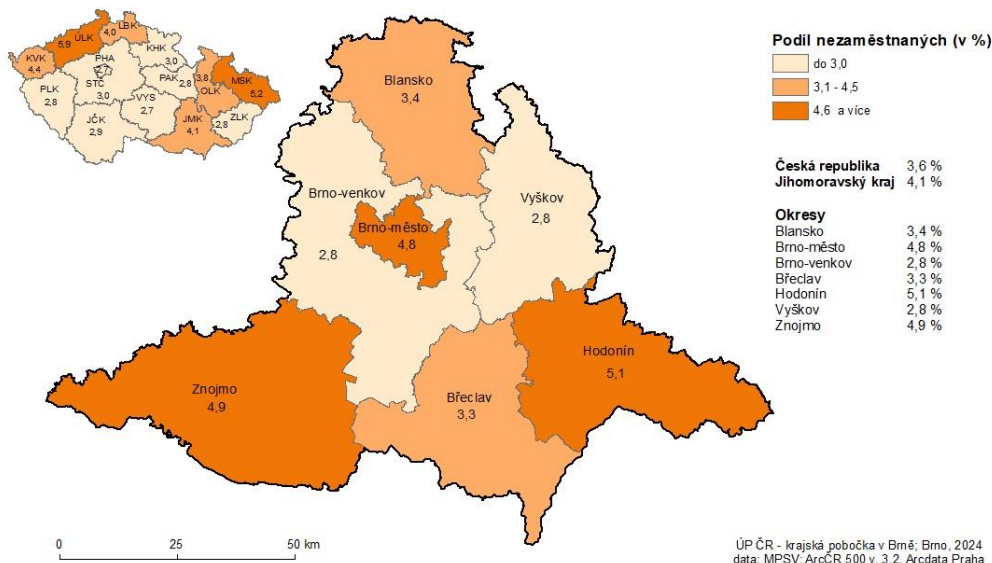 ÚLK
5,9
LBK
4,0
KVK
4,4
KHK
3,0
PHA
2,7
STČ
3,0
PLK
2,8
PAK
2,8
3,8
OLK
MSK
5,2
VYS
2,7
JČK
2,9
JMK
4,1
ZLK
2,8
Blansko
3,4
Brno-venkov
2,8
Brno-město
4,8
Vyškov
2,8
Znojmo
4,9
Břeclav
3,3
Hodonín
5,1
Podíl nezaměstnaných (v %)
do 3,0
3,1 - 4,5
4,6 a více
Česká republika 3,6 %
Jihomoravský kraj 4,1 %
Okresy
Blansko 3,4 %
Brno-město 4,8 %
Brno-venkov 2,8 %
Břeclav 3,3 %
Hodonín 5,1 %
Vyškov 2,8 %
Znojmo 4,9 %
0 25 50 km
ÚP ČR - krajská pobočka v Brně; Brno, 2024
data: MPSV; ArcČR 500 v. 3.2, Arcdata Praha